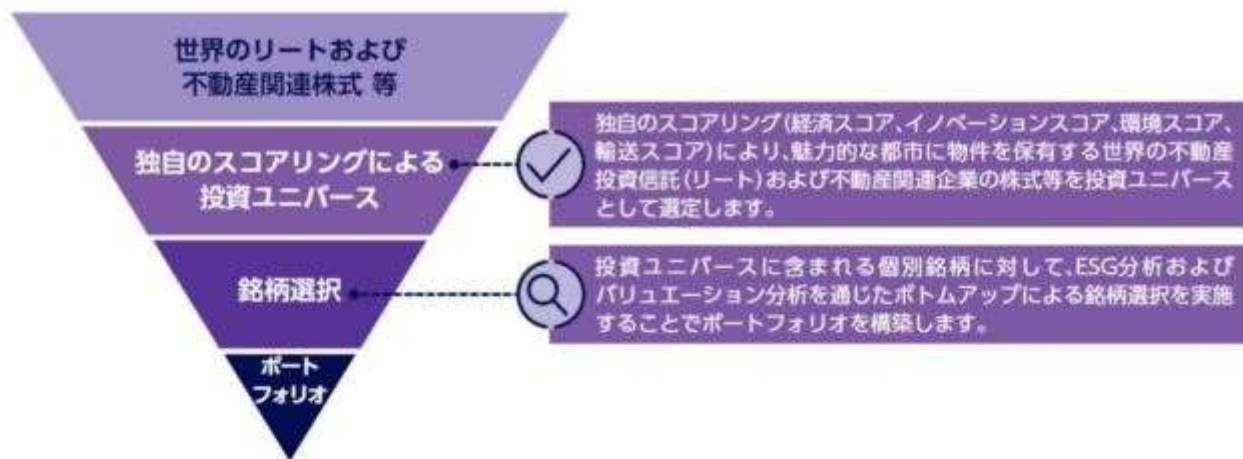 世界のリートおよび
不動産関連株式 等
独自のスコアリングによる
投資ユニバース
独自のスコアリング(経済スコア、イノベーションスコア、環境スコア、
輸送スコア)により、魅力的な都市に物件を保有する世界の不動産
投資信託(リート)および不動産関連企業の株式等を投資ユニバース
として選定します。
銘柄選択
投資ユニバースに含まれる個別銘柄に対して、ESG分析および
バリュエーション分析を通じたボトムアップによる銘柄選択を実施
することでポートフォリオを構築します。
ポート
フォリオ